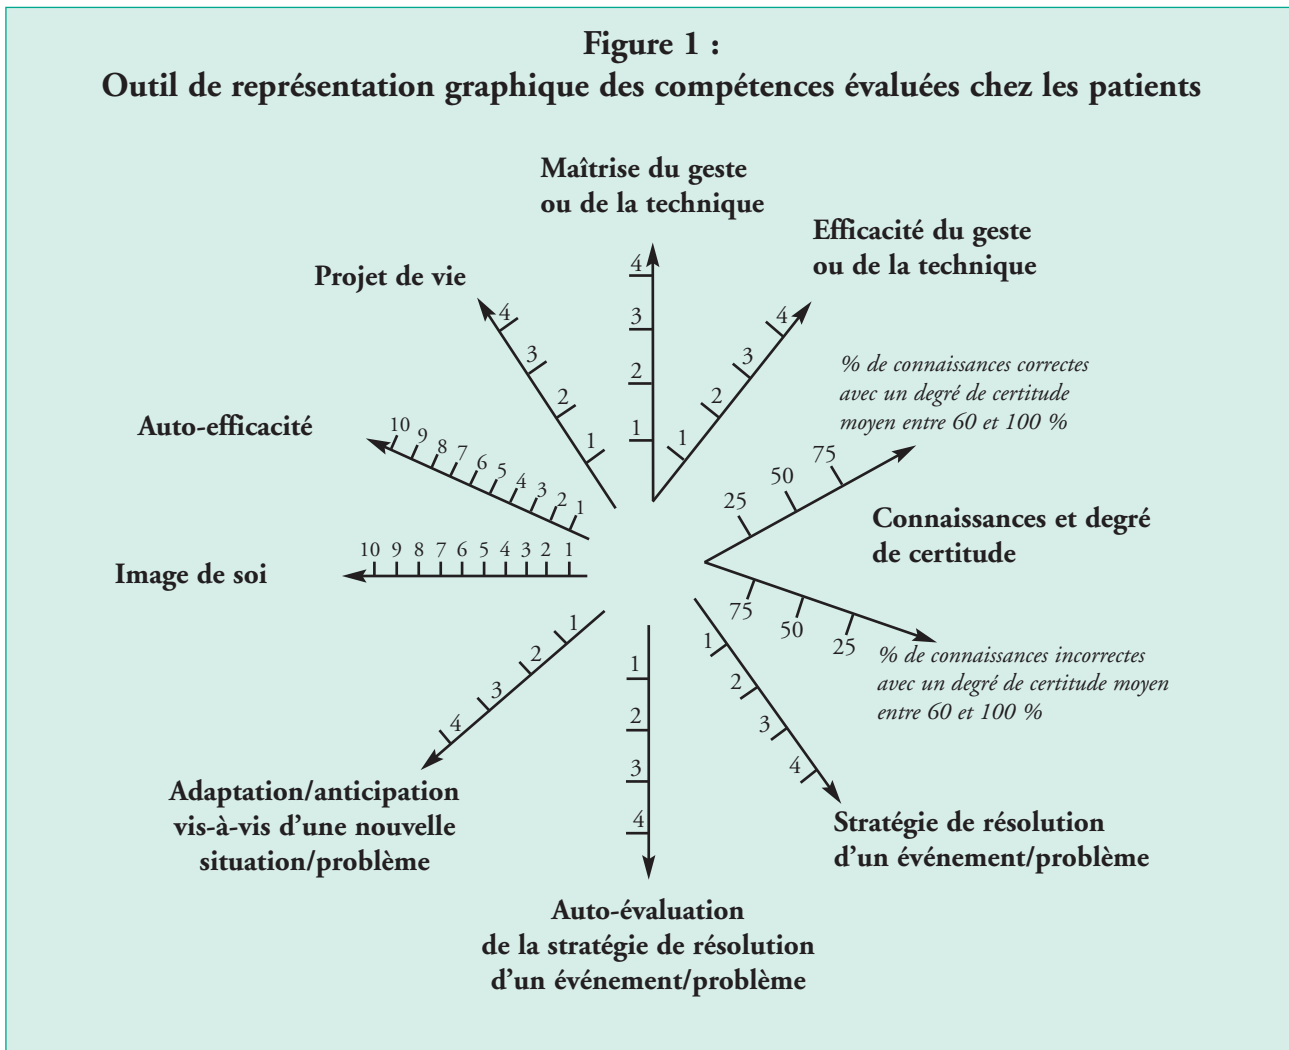 Figure 1 :
Outil de représentation graphique des compétences évaluées chez les patients
Maîtrise du geste
ou de la technique
4
3
2
1
Efficacité du geste
ou de la technique
4
3
2
1
% de connaissances correctes
avec un degré de certitude
moyen entre 60 et 100 %
25
50
75
Connaissances et degré
de certitude
75
50
25
% de connaissances incorrectes
avec un degré de certitude moyen
entre 60 et 100 %
1
2
3
4
Stratégie de résolution
d’un événement/problème
1
2
3
4
Auto-évaluation
de la stratégie de résolution
d’un événement/problème
1
2
3
4
Adaptation/anticipation
vis-à-vis d’une nouvelle
situation/problème
Image de soi
10 9 8 7 6 5 4 3 2 1
Auto-efficacité
10 9 8 7 6 5 4 3 2 1
Projet de vie
4
3
2
1